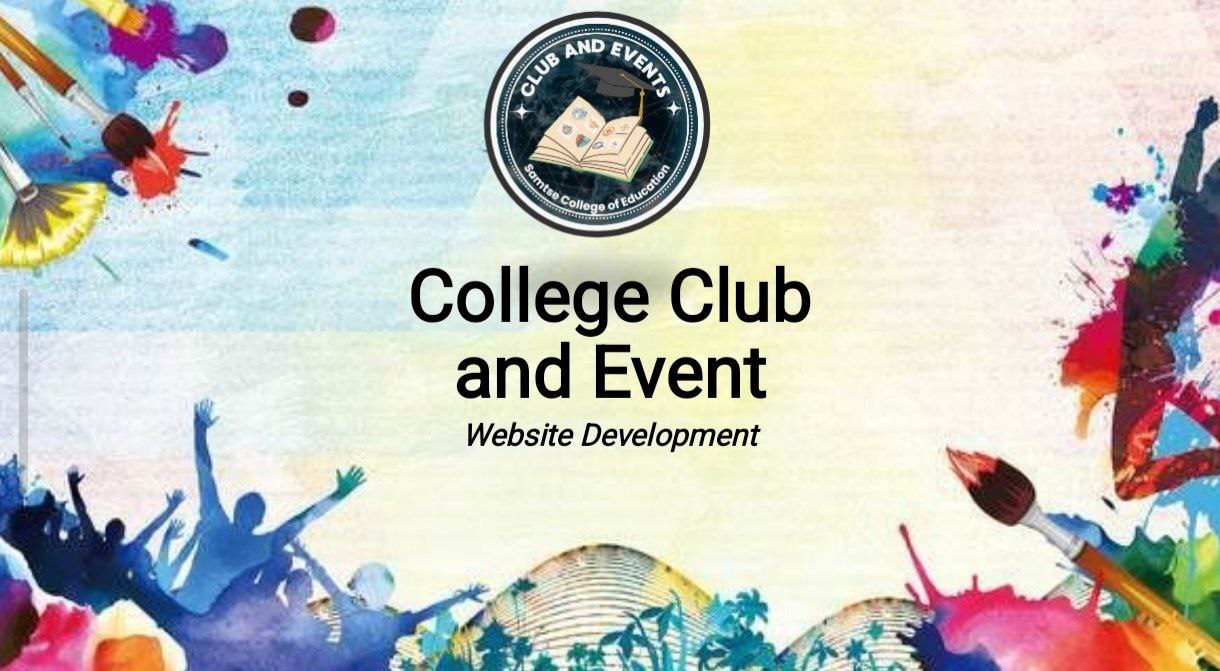 CLUB AND EVENTS
Samtse College of Education
College Club
and Event
Website Development